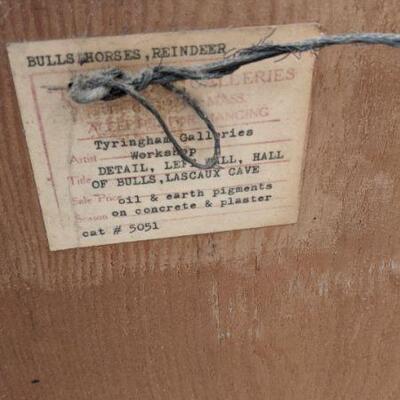 BULLS,HORSES,REINDEER
GALLERIES
MASS.
Tyringham Galleries
Artist Workshop
DETAIL, LEFT WALL, HALL
Title OF BULLS,LASCAUX CAVE
Sale Price oil & earth pigments
Season on concrete & plaster
cat # 5051